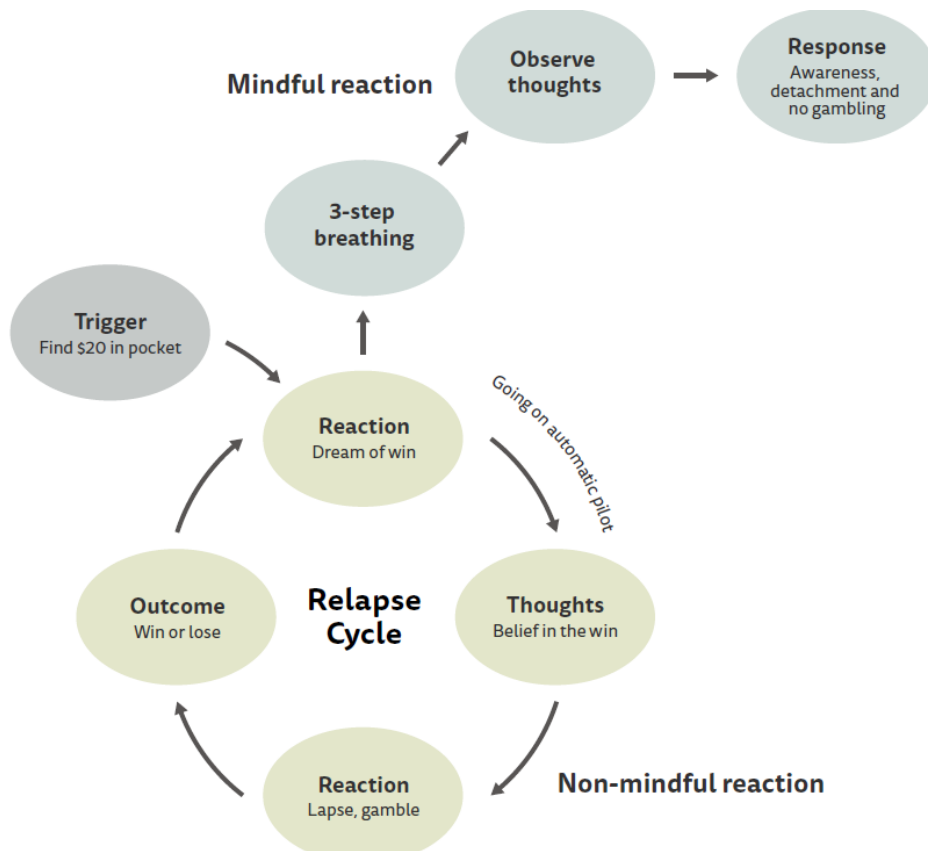 Mindful reaction
Observe
thoughts
Response
Awareness,
detachment and
no gambling
3-step
breathing
Trigger
Find $20 in pocket
Reaction
Dream of win
Going on automatic pilot
Outcome
Win or lose
Relapse
Cycle
Thoughts
Belief in the win
Reaction
Lapse, gamble
Non-mindful reaction